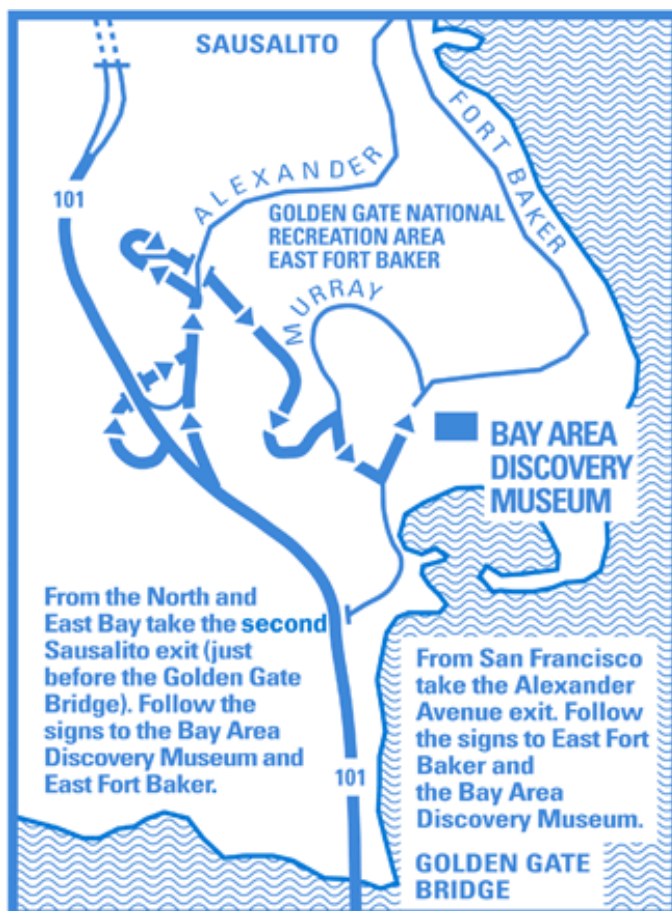 SAUSALITO
FORT BAKER
ALEXANDER
101
GOLDEN GATE NATIONAL
RECREATION AREA
EAST FORT BAKER
MURRAY
BAY AREA
DISCOVERY
MUSEUM
From the North and
East Bay take the second
Sausalito exit (just
before the Golden Gate
Bridge). Follow the
signs to the Bay Area
Discovery Museum and
East Fort Baker.
From San Francisco
take the Alexander
Avenue exit. Follow
the signs to East Fort
Baker and
the Bay Area
Discovery Museum.
101
GOLDEN GATE
BRIDGE